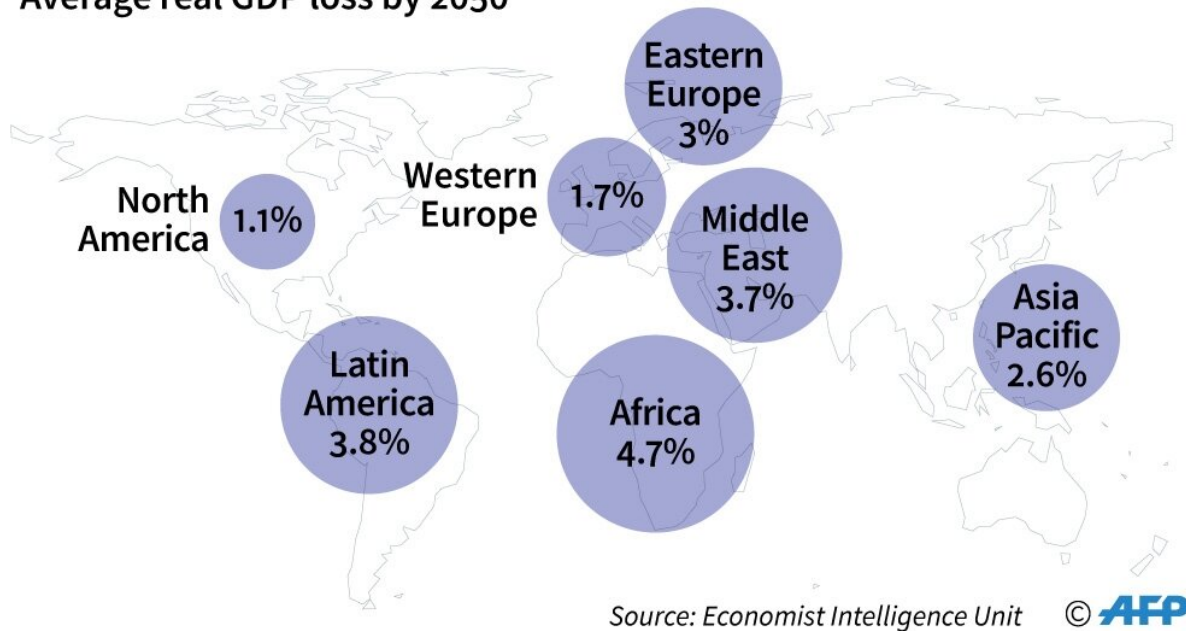 Average real GDP loss by 2050
Eastern
Europe
3%
Western
Europe
1.7%
North
America
1.1%
Middle
East
3.7%
Asia
Pacific
2.6%
Latin
America
3.8%
Africa
4.7%
Source: Economist Intelligence Unit © AFP